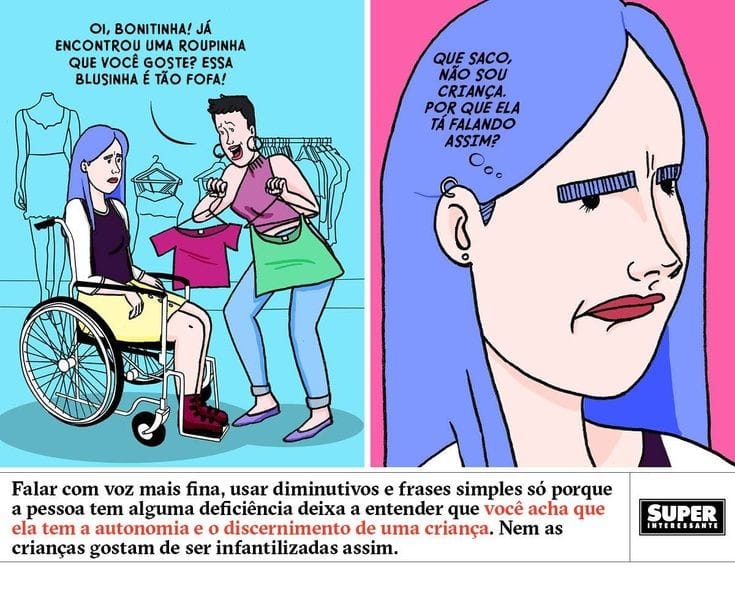 OI, BONITINHA! JÁ
ENCONTROU UMA ROUPINHA
QUE VOCÊ GOSTE? ESSA
BLUSINHA É TÃO FOFA!
QUE SACO,
NÃO SOU
CRIANÇA.
POR QUE ELA
TÁ FALANDO
ASSIM?
Falar com voz mais fina, usar diminutivos e frases simples só porque
a pessoa tem alguma deficiência deixa a entender que você acha que
ela tem a autonomia e o discernimento de uma criança. Nem as
crianças gostam de ser infantilizadas assim.
SUPER
INTERESSANTE